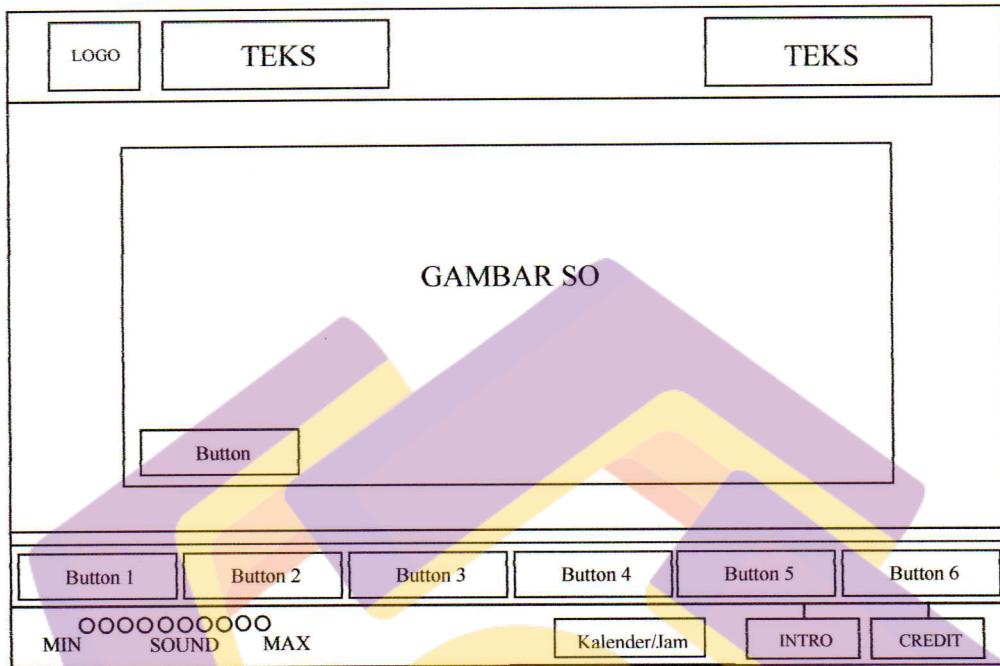 LOGO TEKS TEKS
GAMBAR SO
Button
Button 1 Button 2 Button 3 Button 4 Button 5 Button 6
MIN SOUND MAX Kalender/Jam INTRO CREDIT